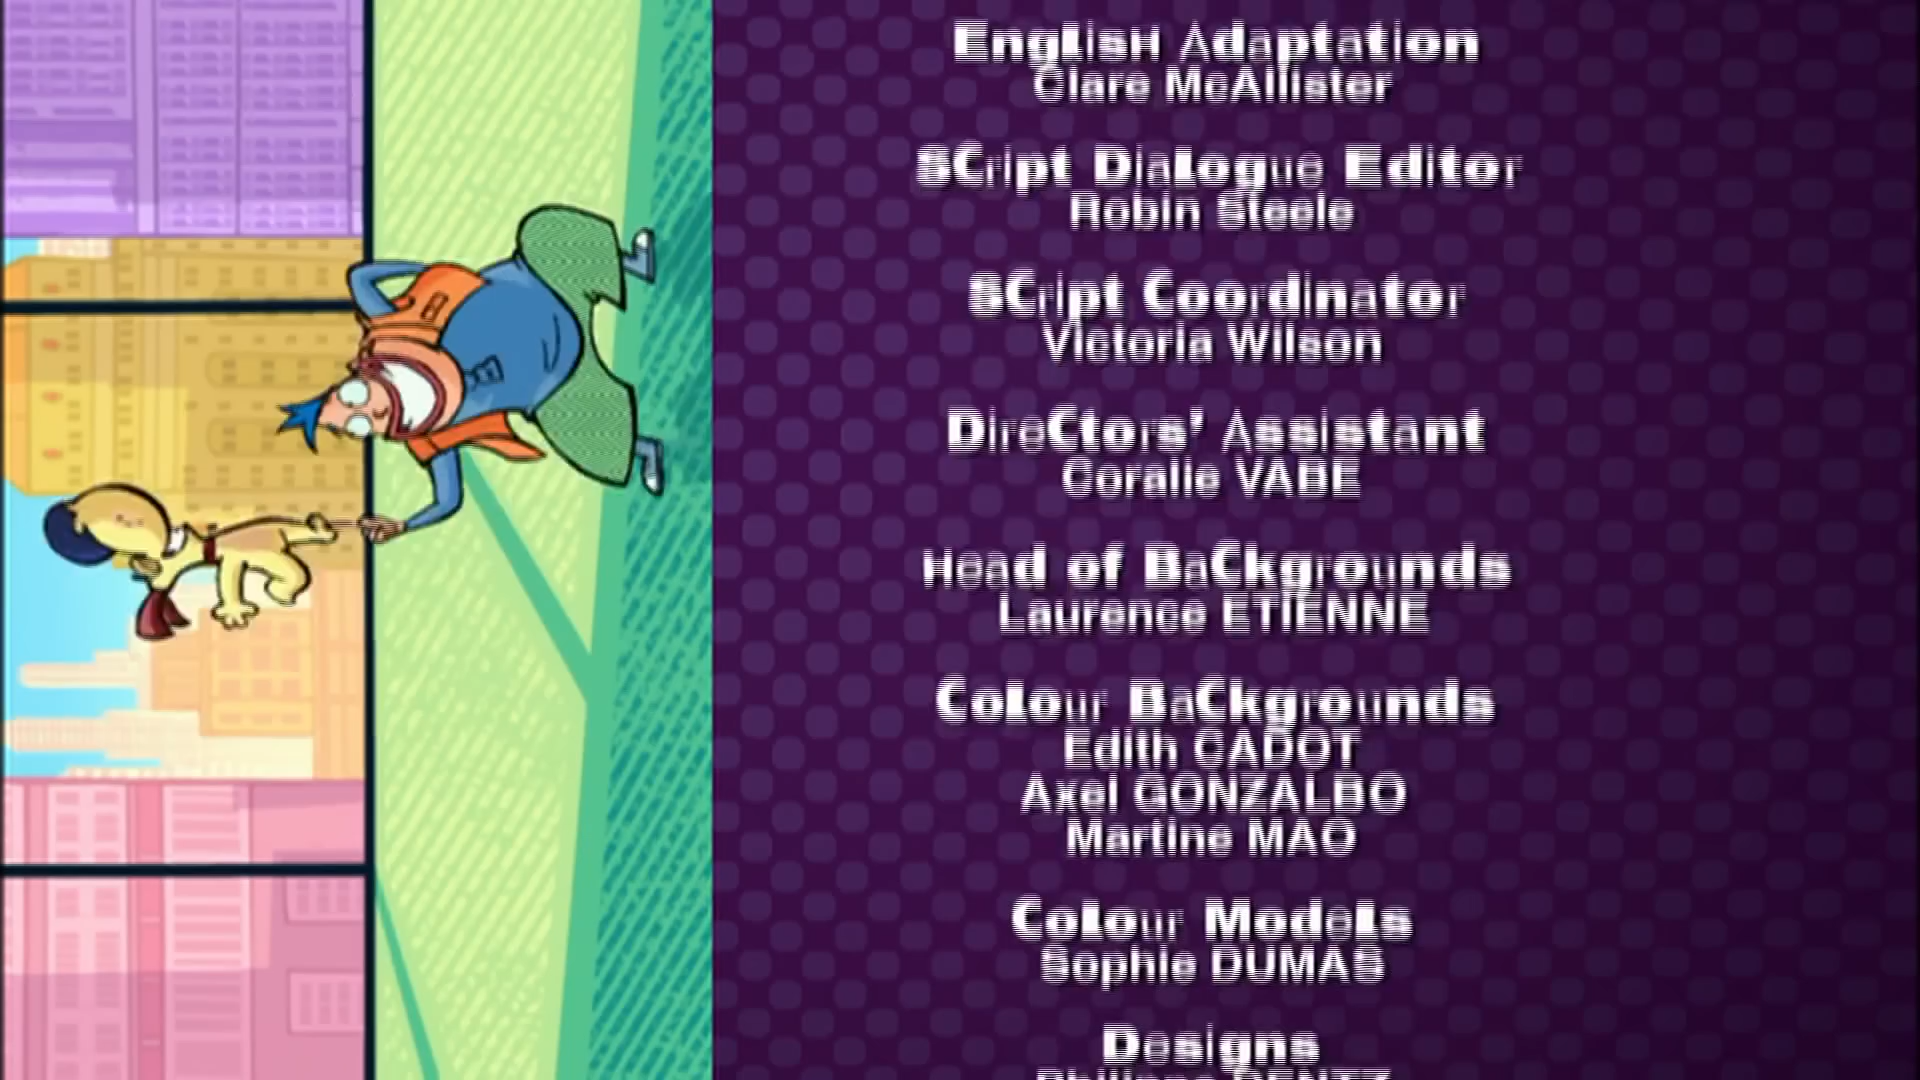 English Adaptation
Clare McAllister
Script Dialogue Editor
Robin Steele
Script Coordinator
Victoria Wilson
Directors' Assistant
Coralie VABE
Head of Backgrounds
Laurence ETIENNE
Colour Backgrounds
Edith CADOT
Axel GONZALBO
Martine MAO
Colour Models
Sophie DUMAS
Designs